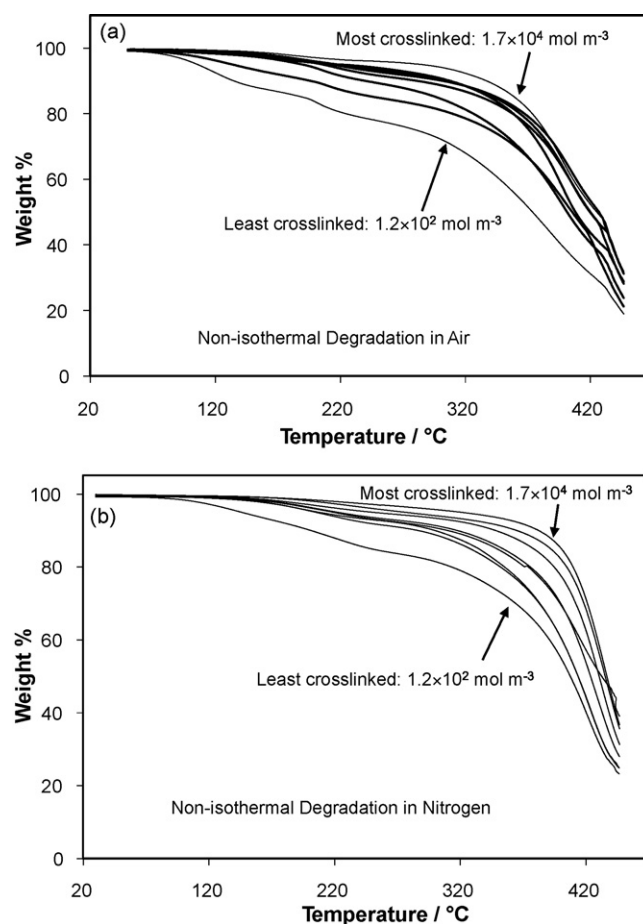 (a)
Most crosslinked: 1.7×10⁴ mol m⁻³
Least crosslinked: 1.2×10² mol m⁻³
Non-isothermal Degradation in Air
Weight %
100
80
60
40
20
0
20 120 220 320 420
Temperature / °C
(b)
Most crosslinked: 1.7×10⁴ mol m⁻³
Least crosslinked: 1.2×10² mol m⁻³
Non-isothermal Degradation in Nitrogen
Weight %
100
80
60
40
20
0
20 120 220 320 420
Temperature / °C